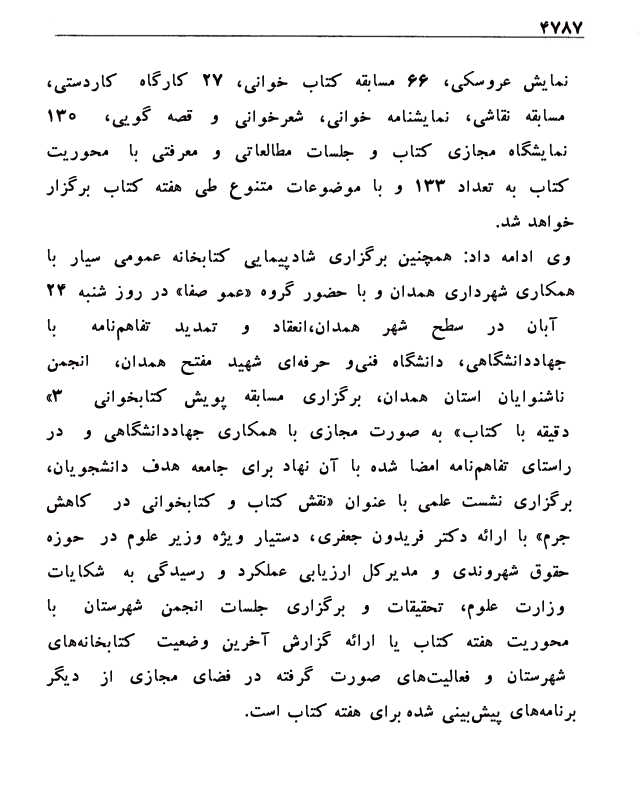 ۴۷۸۷
نمایش عروسکی، ۶۶ مسابقه کتاب خوانی، ۲۷ کارگاه کاردستی،
مسابقه نقاشی، نمایشنامه خوانی، شعرخوانی و قصه گویی، ۱۳۰
نمایشگاه مجازی کتاب و جلسات مطالعاتی و معرفتی با محوریت
کتاب به تعداد ۱۳۳ و با موضوعات متنوع طی هفته کتاب برگزار
خواهد شد.
وی ادامه داد: همچنین برگزاری شادپیمایی کتابخانه عمومی سیار با
همکاری شهرداری همدان و با حضور گروه «عمو صفا» در روز شنبه ۲۴
آبان در سطح شهر همدان،انعقاد و تمدید تفاهم‌نامه با
جهاددانشگاهی، دانشگاه فنی‌و حرفه‌ای شهید مفتح همدان، انجمن
ناشنوایان استان همدان، برگزاری مسابقه پویش کتابخوانی ۳»
دقیقه با کتاب» به صورت مجازی با همکاری جهاددانشگاهی و در
راستای تفاهم‌نامه امضا شده با آن نهاد برای جامعه هدف دانشجویان،
برگزاری نشست علمی با عنوان «نقش کتاب و کتابخوانی در کاهش
جرم» با ارائه دکتر فریدون جعفری، دستیار ویژه وزیر علوم در حوزه
حقوق شهروندی و مدیرکل ارزیابی عملکرد و رسیدگی به شکایات
وزارت علوم، تحقیقات و برگزاری جلسات انجمن شهرستان با
محوریت هفته کتاب یا ارائه گزارش آخرین وضعیت کتابخانه‌های
شهرستان و فعالیت‌های صورت گرفته در فضای مجازی از دیگر
برنامه‌های پیش‌بینی شده برای هفته کتاب است.